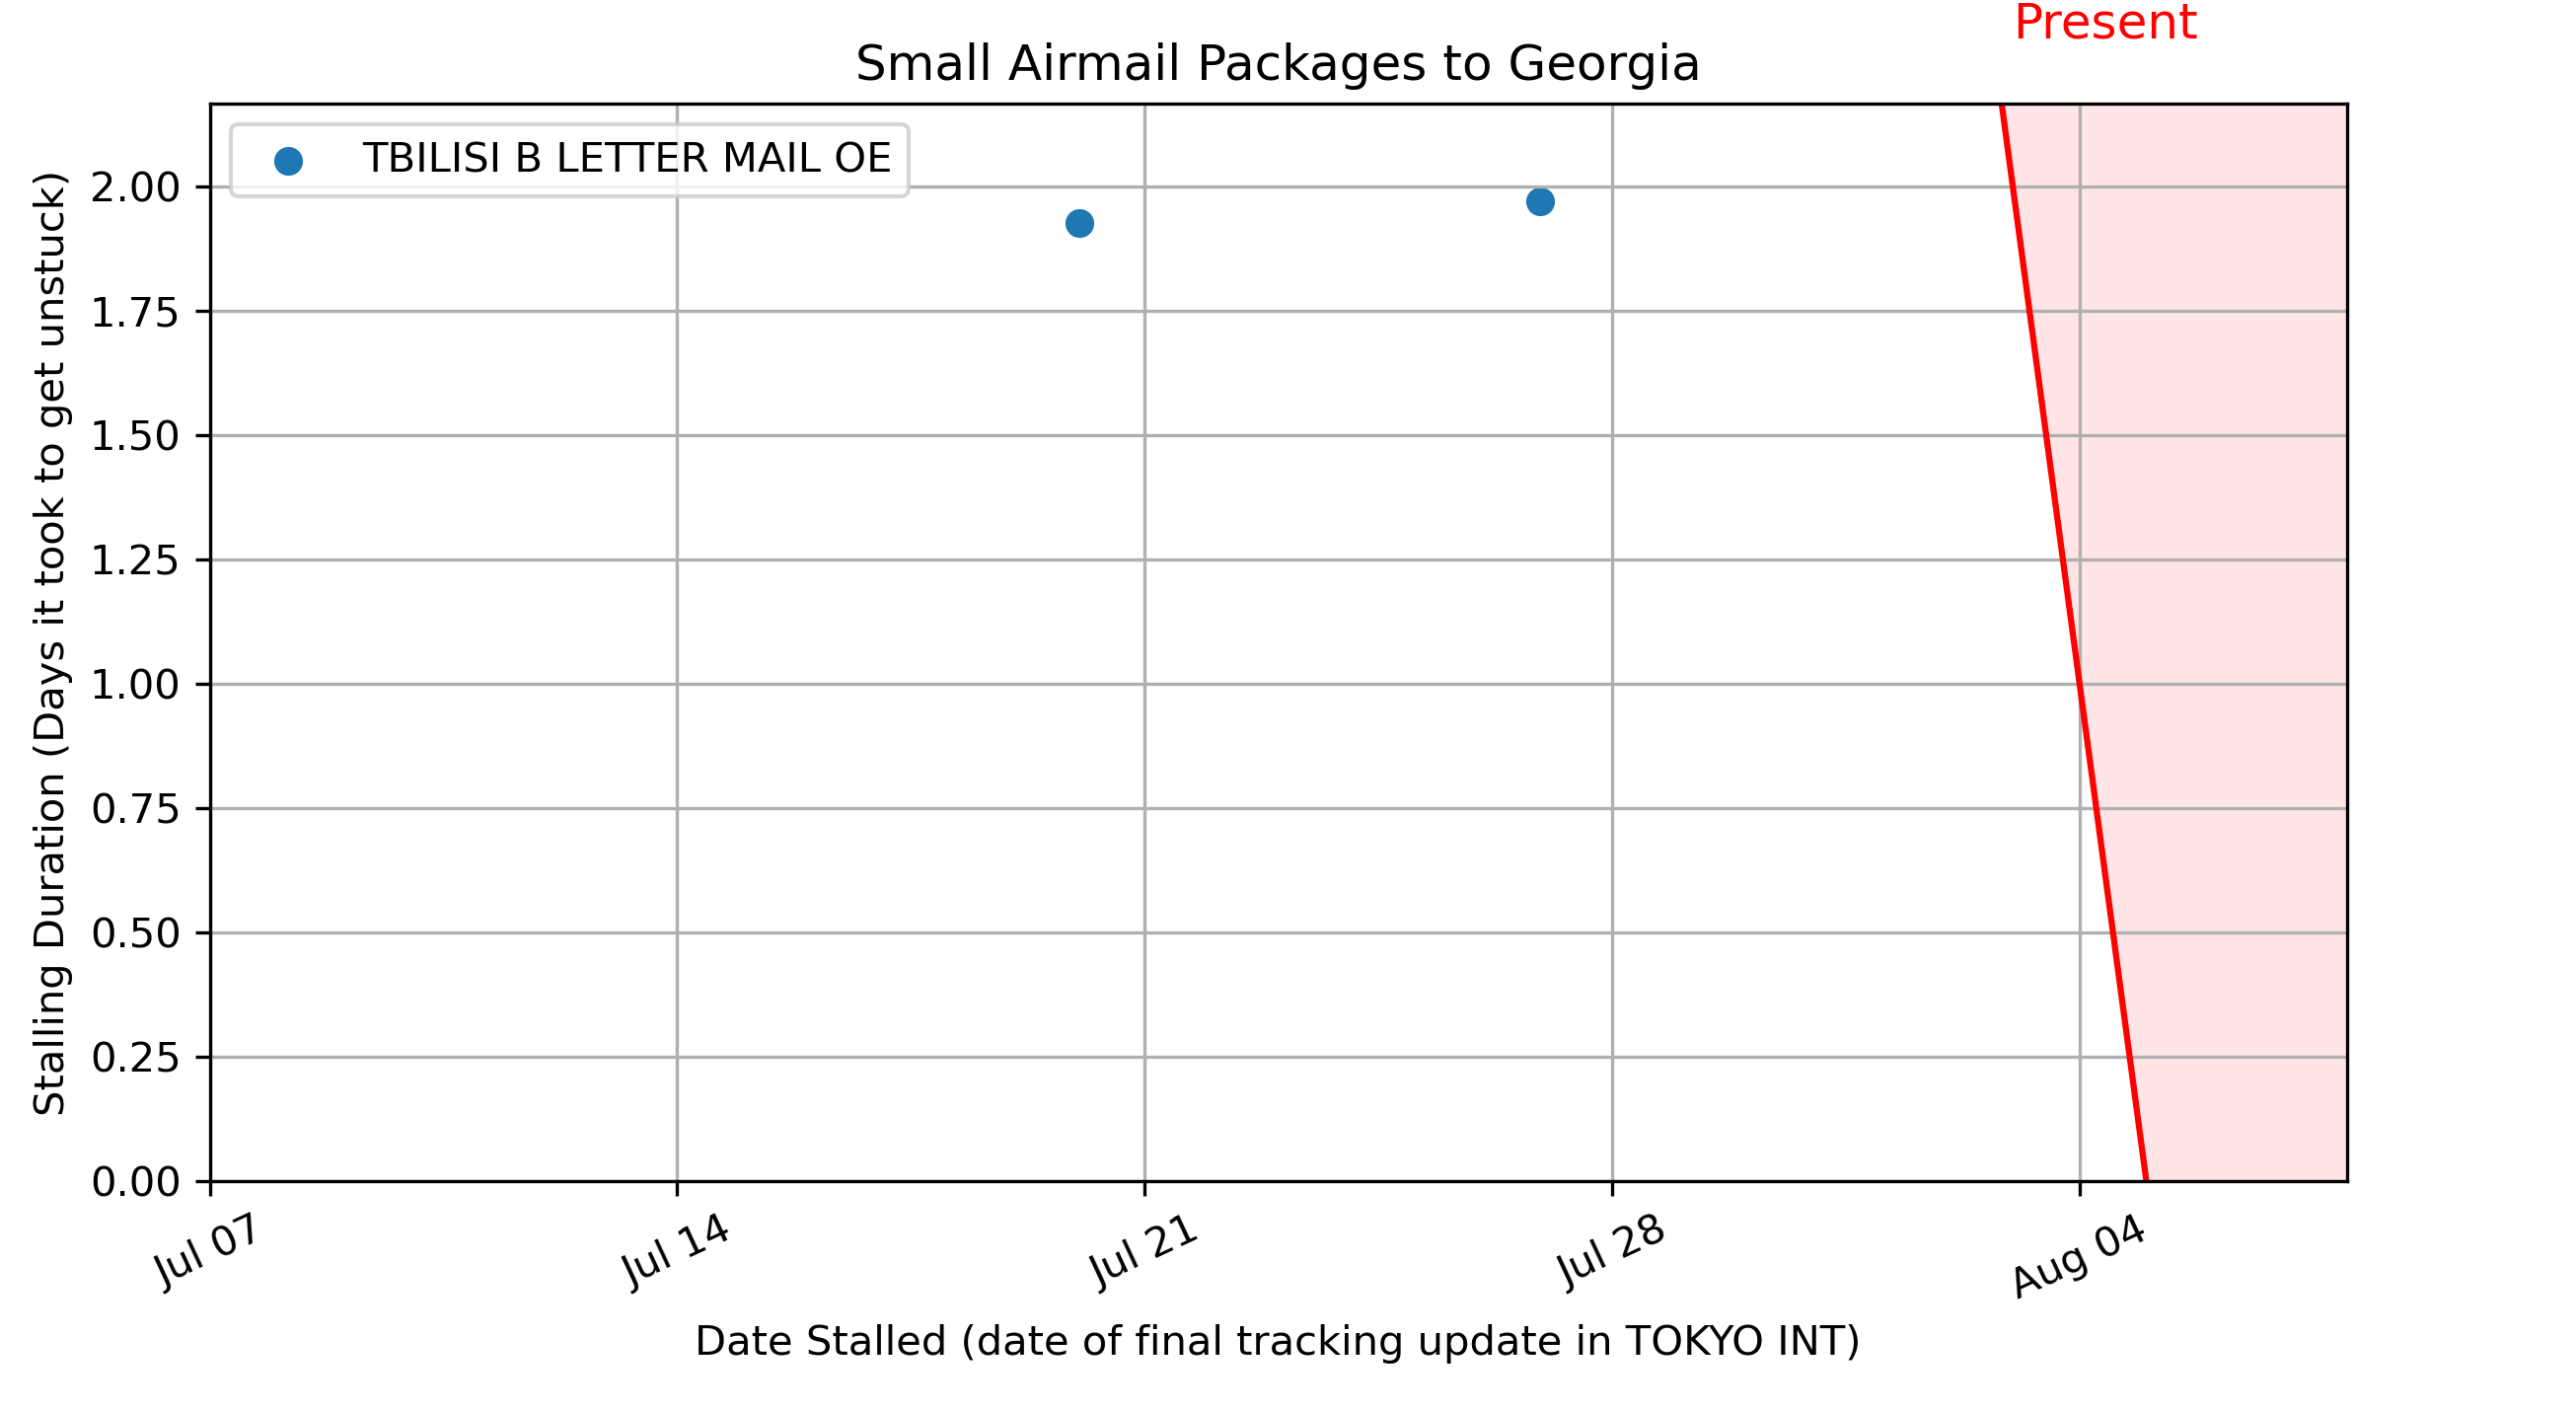 Present
Small Airmail Packages to Georgia
TBILISI B LETTER MAIL OE
Stalling Duration (Days it took to get unstuck)
2.00
1.75
1.50
1.25
1.00
0.75
0.50
0.25
0.00
Jul 07
Jul 14
Jul 21
Jul 28
Aug 04
Date Stalled (date of final tracking update in TOKYO INT)